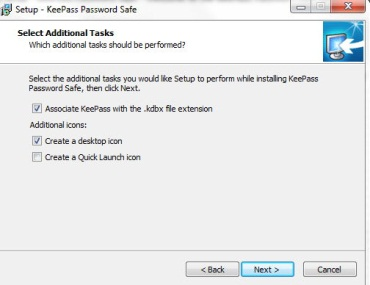 Setup - KeePass Password Safe
Select Additional Tasks
Which additional tasks should be performed?
Select the additional tasks you would like Setup to perform while installing KeePass
Password Safe, then click Next.
Associate KeePass with the .kdbx file extension
Additional icons:
Create a desktop icon
Create a Quick Launch icon
< Back
Next >
Cancel